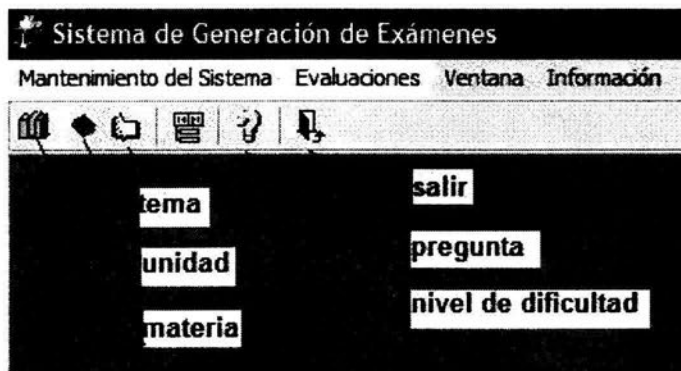 Sistema de Generación de Exámenes
Mantenimiento del Sistema Evaluaciones Ventana Información
tema
unidad
materia
salir
pregunta
nivel de dificultad